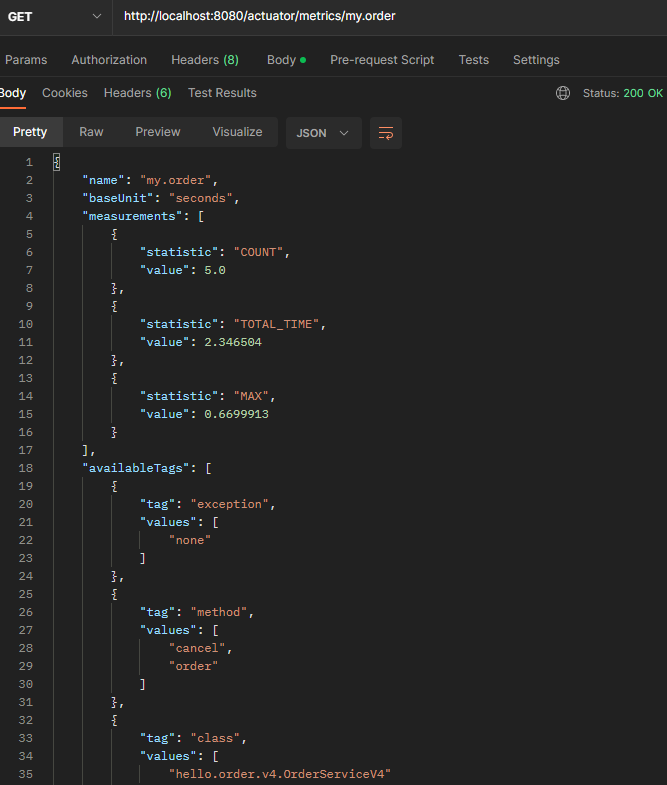 GET http://localhost:8080/actuator/metrics/my.order
Params Authorization Headers (8) Body Pre-request Script Tests Settings
Body Cookies Headers (6) Test Results Status: 200 OK
Pretty Raw Preview Visualize JSON
1 {
2 "name": "my.order",
3 "baseUnit": "seconds",
4 "measurements": [
5 {
6 "statistic": "COUNT",
7 "value": 5.0
8 },
9 {
10 "statistic": "TOTAL_TIME",
11 "value": 2.346504
12 },
13 {
14 "statistic": "MAX",
15 "value": 0.6699913
16 }
17 ],
18 "availableTags": [
19 {
20 "tag": "exception",
21 "values": [
22 "none"
23 ]
24 },
25 {
26 "tag": "method",
27 "values": [
28 "cancel",
29 "order"
30 ]
31 },
32 {
33 "tag": "class",
34 "values": [
35 "hello.order.v4.OrderServiceV4"